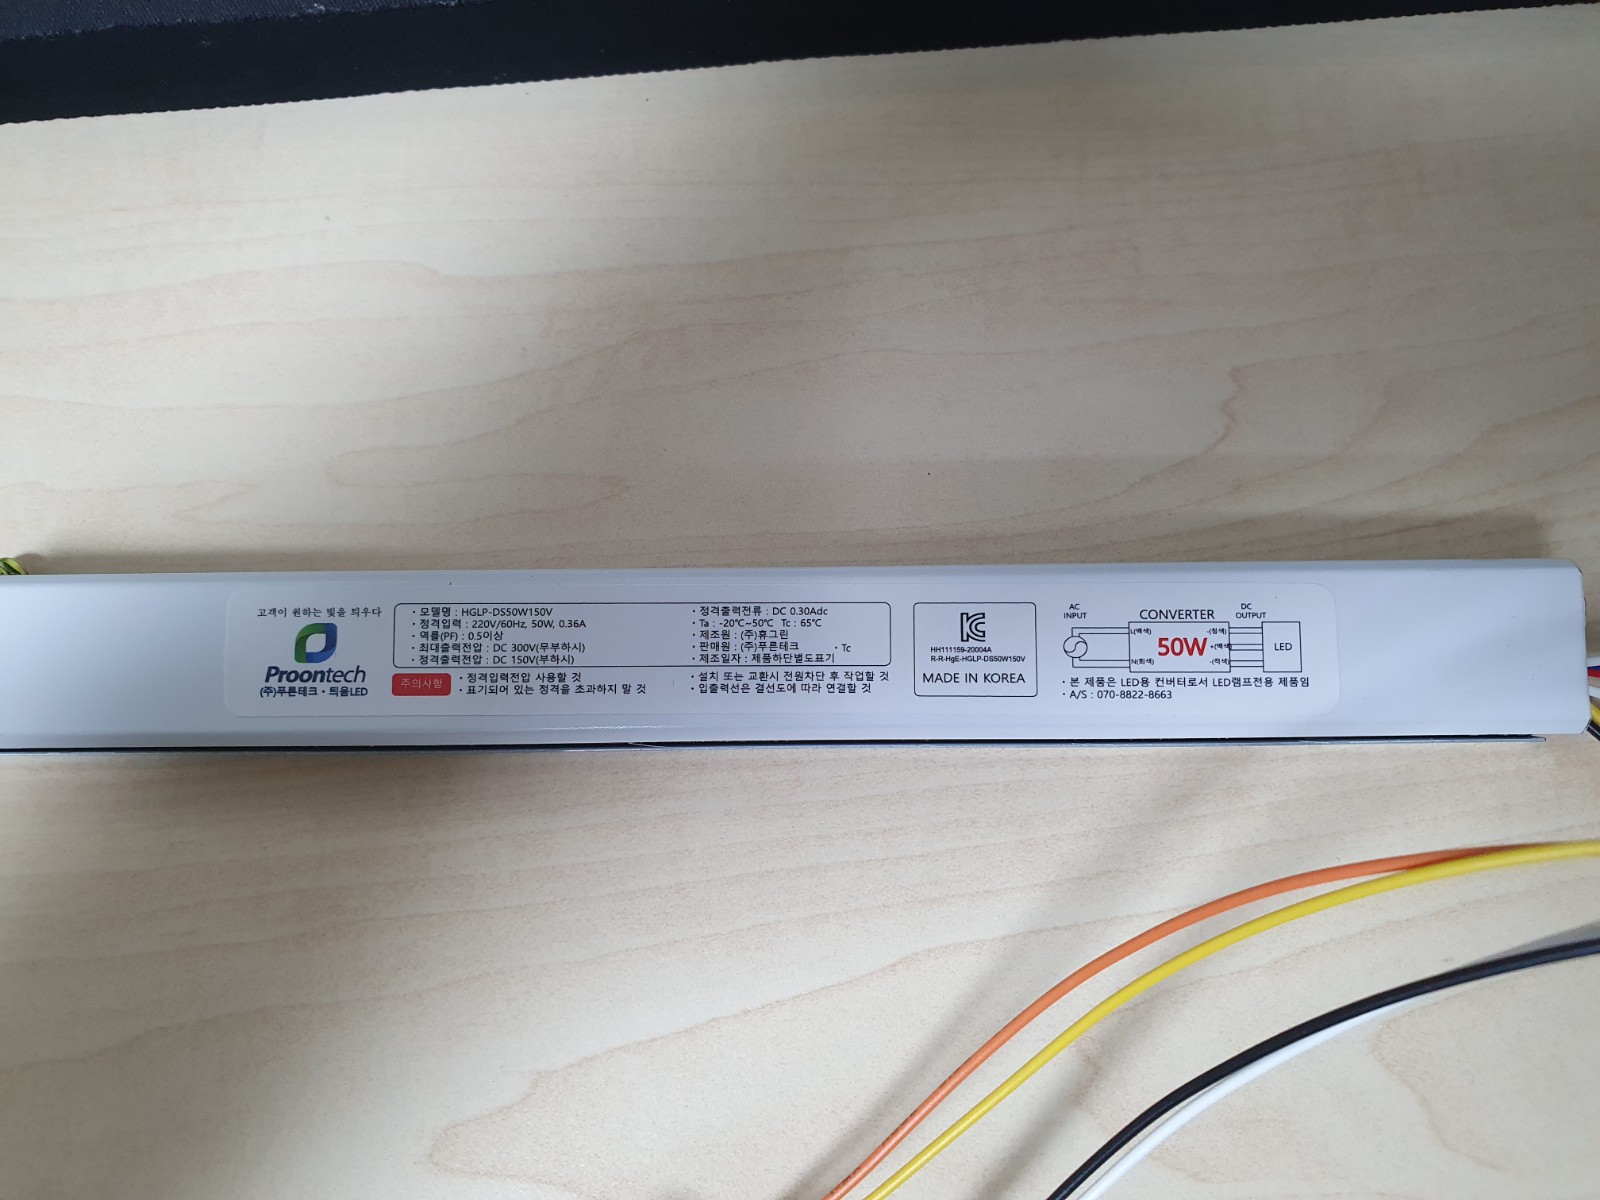 고객이 원하는 빛을 틔우다
Proontech
(주)푸른테크 · 틔움LED
· 모델명 : HGLP-DS50W150V
· 정격입력 : 220V/60Hz, 50W, 0.36A
· 역률(PF) : 0.5이상
· 최대출력전압 : DC 300V(무부하시)
· 정격출력전압 : DC 150V(부하시)
· 정격출력전류 : DC 0.30Adc
· Ta : -20℃~50℃ Tc : 65℃
· 제조원 : (주)휴그린
· 판매원 : (주)푸른테크
· Tc
· 제조일자 : 제품하단별도표기
주의사항
· 정격입력전압 사용할 것
· 표기되어 있는 정격을 초과하지 말 것
· 설치 또는 교환시 전원차단 후 작업할 것
· 입출력선은 결선도에 따라 연결할 것
HH111159-20004A
R-R-HgE-HGLP-DS50W150V
MADE IN KOREA
AC
INPUT
CONVERTER
DC
OUTPUT
L(백색)
N(회색)
50W
+(백색)
-(적색)
LED
· 본 제품은 LED용 컨버터로서 LED램프전용 제품임
· A/S : 070-8822-8663